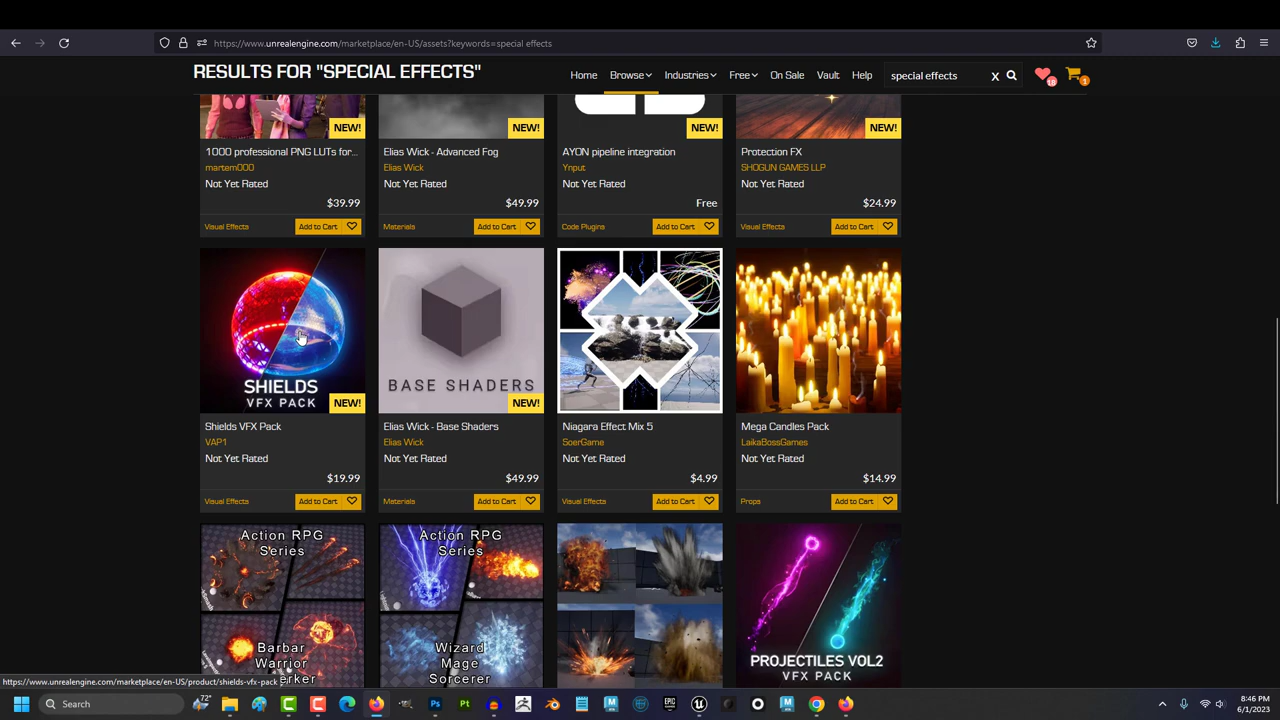 https://www.unrealengine.com/marketplace/en-US/assets?keywords=special effects
RESULTS FOR "SPECIAL EFFECTS"
Home
Browse
Industries
Free
On Sale
Vault
Help
special effects
X
18
1
NEW!
NEW!
NEW!
NEW!
1000 professional PNG LUTs for...
martem000
Not Yet Rated
$39.99
Visual Effects
Add to Cart
Elias Wick - Advanced Fog
Elias Wick
Not Yet Rated
$49.99
Materials
Add to Cart
AYON pipeline integration
Ynput
Not Yet Rated
Free
Code Plugins
Add to Cart
Protection FX
SHOGUN GAMES LLP
Not Yet Rated
$24.99
Visual Effects
Add to Cart
SHIELDS
VFX PACK
NEW!
Shields VFX Pack
VAP1
Not Yet Rated
$19.99
Visual Effects
Add to Cart
BASE SHADERS
NEW!
Elias Wick - Base Shaders
Elias Wick
Not Yet Rated
$49.99
Materials
Add to Cart
Niagara Effect Mix 5
SoerGame
Not Yet Rated
$4.99
Visual Effects
Add to Cart
Mega Candles Pack
LaikaBossGames
Not Yet Rated
$14.99
Props
Add to Cart
Action RPG
Series
Barbar
Warrior
Action RPG
Series
Wizard
Mage
Sorcerer
PROJECTILES VOL2
VFX PACK
https://www.unrealengine.com/marketplace/en-US/product/shields-vfx-pack
Search
72°
8:46 PM
6/1/2023